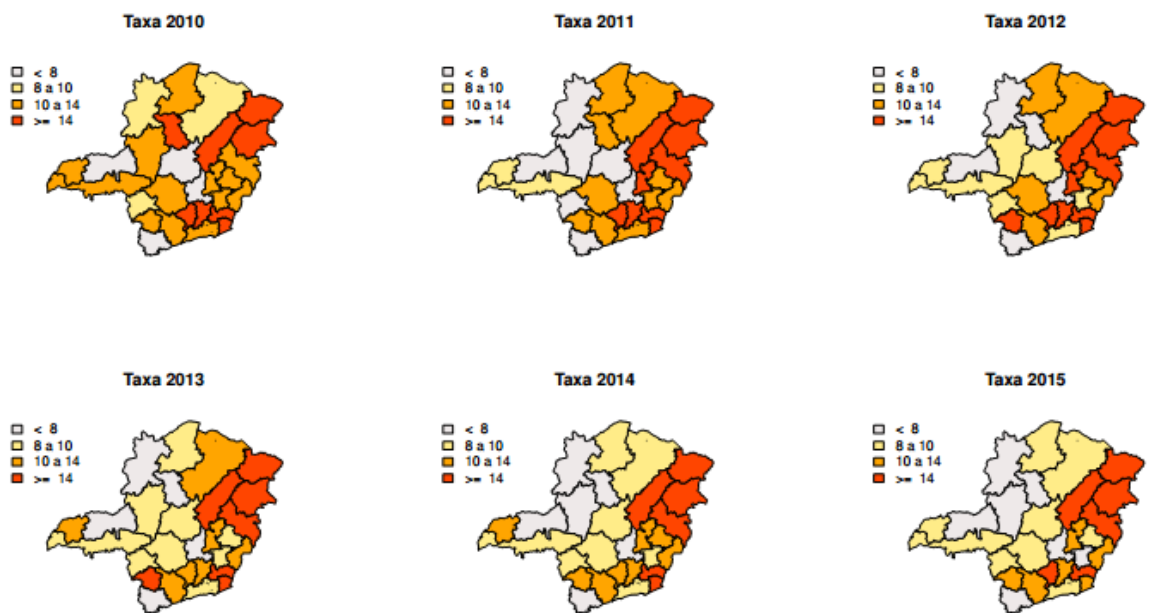 Taxa 2010
< 8
8 a 10
10 a 14
>= 14
Taxa 2011
< 8
8 a 10
10 a 14
>= 14
Taxa 2012
< 8
8 a 10
10 a 14
>= 14
Taxa 2013
< 8
8 a 10
10 a 14
>= 14
Taxa 2014
< 8
8 a 10
10 a 14
>= 14
Taxa 2015
< 8
8 a 10
10 a 14
>= 14